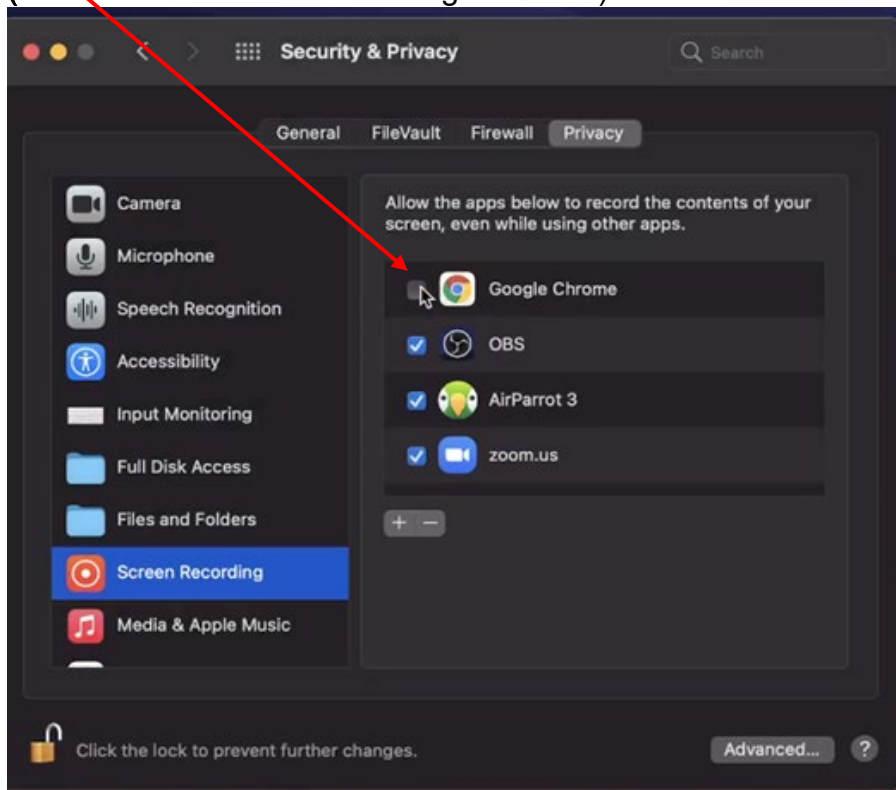 Security & Privacy
Search
General FileVault Firewall Privacy
Camera
Microphone
Speech Recognition
Accessibility
Input Monitoring
Full Disk Access
Files and Folders
Screen Recording
Media & Apple Music
Allow the apps below to record the contents of your
screen, even while using other apps.
Google Chrome
OBS
AirParrot 3
zoom.us
+ −
Click the lock to prevent further changes.
Advanced... ?